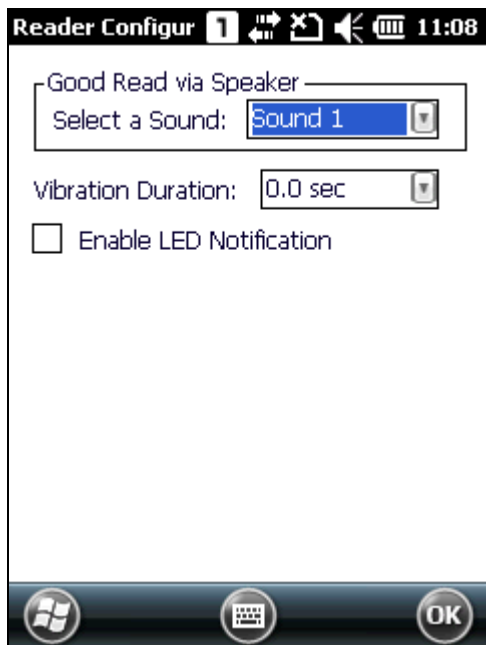 Reader Configur 1 11:08
Good Read via Speaker
Select a Sound: Sound 1
Vibration Duration: 0.0 sec
Enable LED Notification
OK